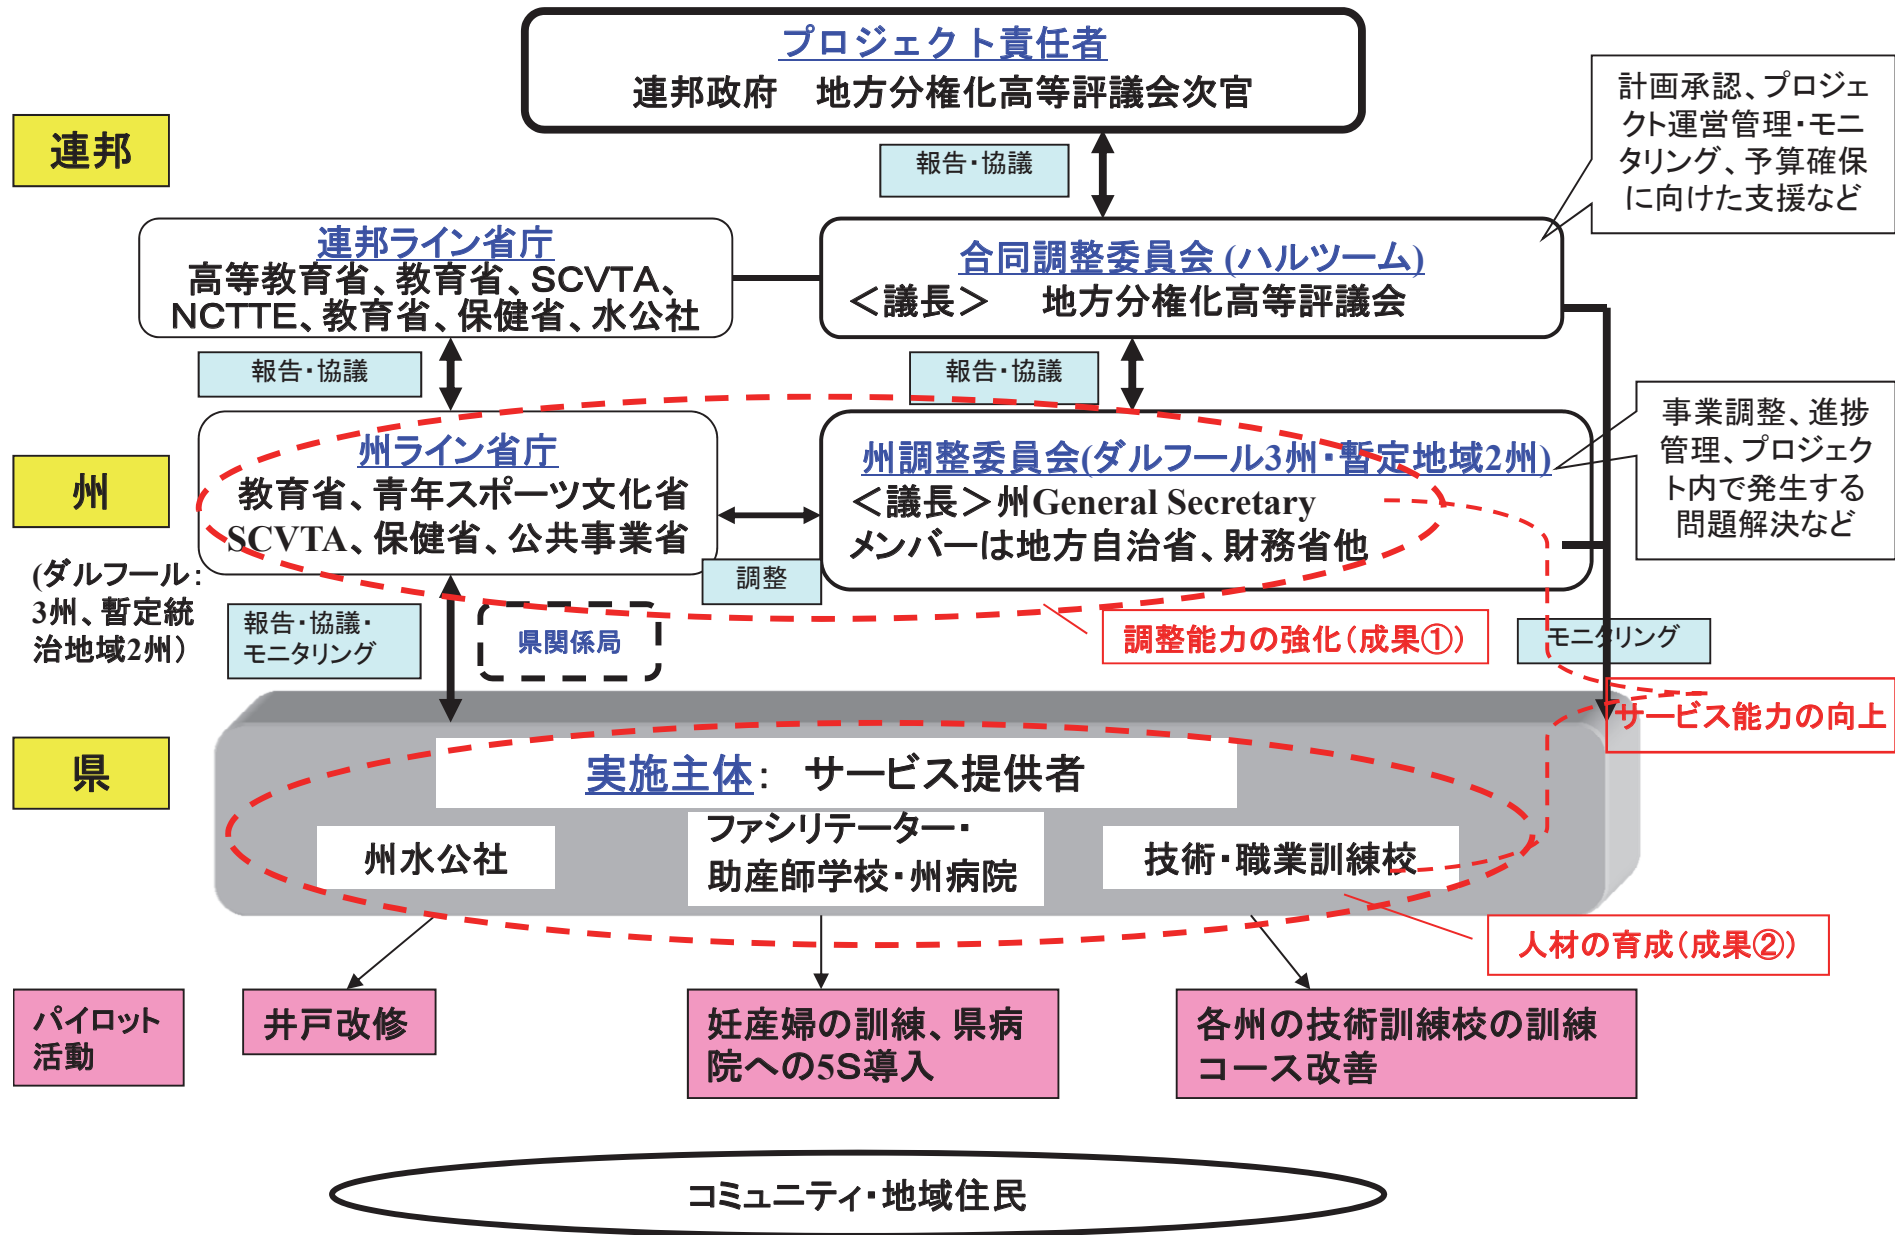 プロジェクト責任者
連邦政府　地方分権化高等評議会次官
計画承認、プロジェ
クト運営管理・モニ
タリング、予算確保
に向けた支援など
連邦
報告・協議
連邦ライン省庁
高等教育省、教育省、SCVTA、
NCTTE、教育省、保健省、水公社
合同調整委員会 (ハルツーム)
＜議長＞　地方分権化高等評議会
報告・協議
報告・協議
事業調整、進捗
管理、プロジェク
ト内で発生する
問題解決など
州
(ダルフール：
3州、暫定統
治地域2州）
州ライン省庁
教育省、青年スポーツ文化省
SCVTA、保健省、公共事業省
州調整委員会(ダルフール3州・暫定地域2州)
＜議長＞州General Secretary
メンバーは地方自治省、財務省他
調整
報告・協議・
モニタリング
県関係局
調整能力の強化（成果①）
モニタリング
サービス能力の向上
県
実施主体： サービス提供者
州水公社
ファシリテーター・
助産師学校・州病院
技術・職業訓練校
人材の育成（成果②）
パイロット
活動
井戸改修
妊産婦の訓練、県病
院への5S導入
各州の技術訓練校の訓練
コース改善
コミュニティ・地域住民